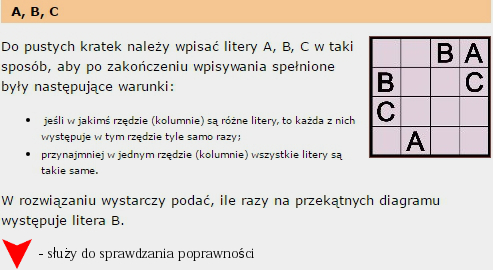 A, B, C
Do pustych kratek należy wpisać litery A, B, C w taki
sposób, aby po zakończeniu wpisywania spełnione
były następujące warunki:
• jeśli w jakimś rzędzie (kolumnie) są różne litery, to każda z nich
występuje w tym rzędzie tyle samo razy;
• przynajmniej w jednym rzędzie (kolumnie) wszystkie litery są
takie same.
B A
B C
C
A
W rozwiązaniu wystarczy podać, ile razy na przekątnych diagramu
występuje litera B.
- służy do sprawdzania poprawności